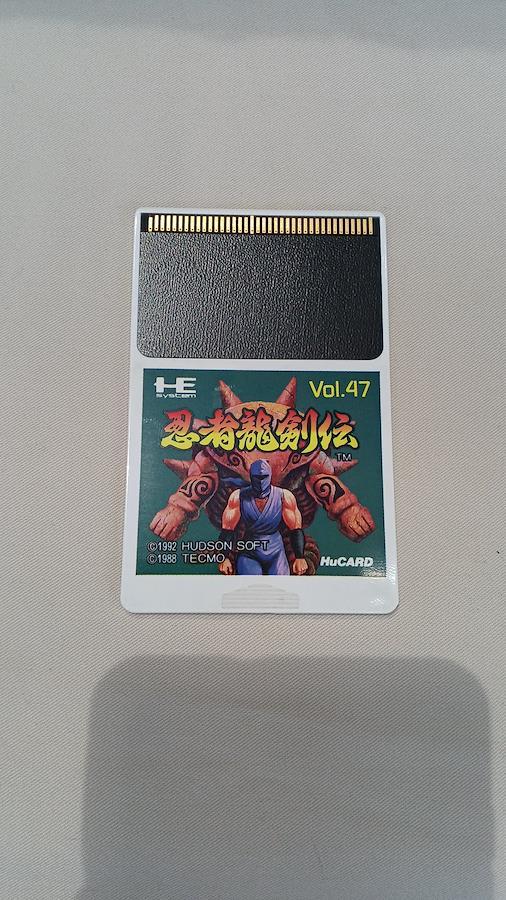 HE
system
Vol.47
忍者龍剣伝
TM
©1992 HUDSON SOFT
©1988 TECMO
HuCARD